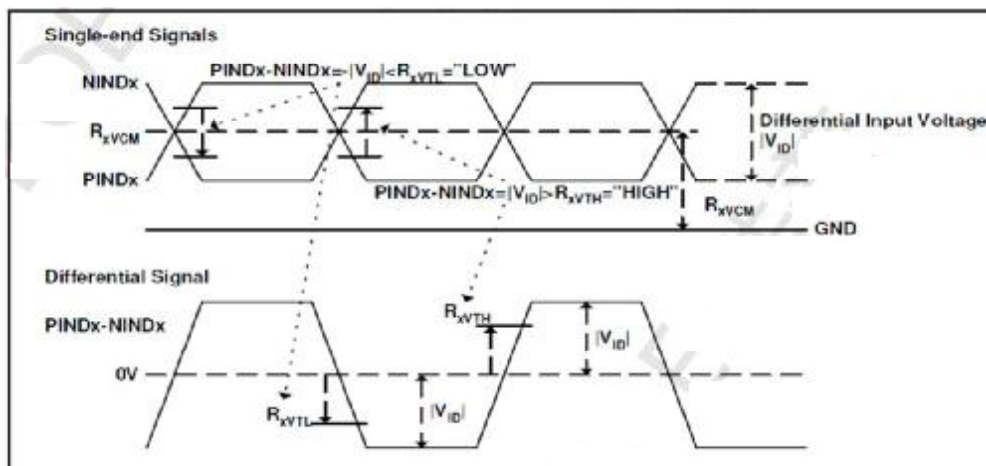 Single-end Signals
PINDx-NINDx=-|VID|<RxVTL="LOW"
NINDx
RxVCM
Differential Input Voltage
|VID|
PINDx
PINDx-NINDx=|VID|>RxVTH="HIGH"
RxVCM
GND
Differential Signal
RxVTH
PINDx-NINDx
|VID|
0V
RxVTL
|VID|